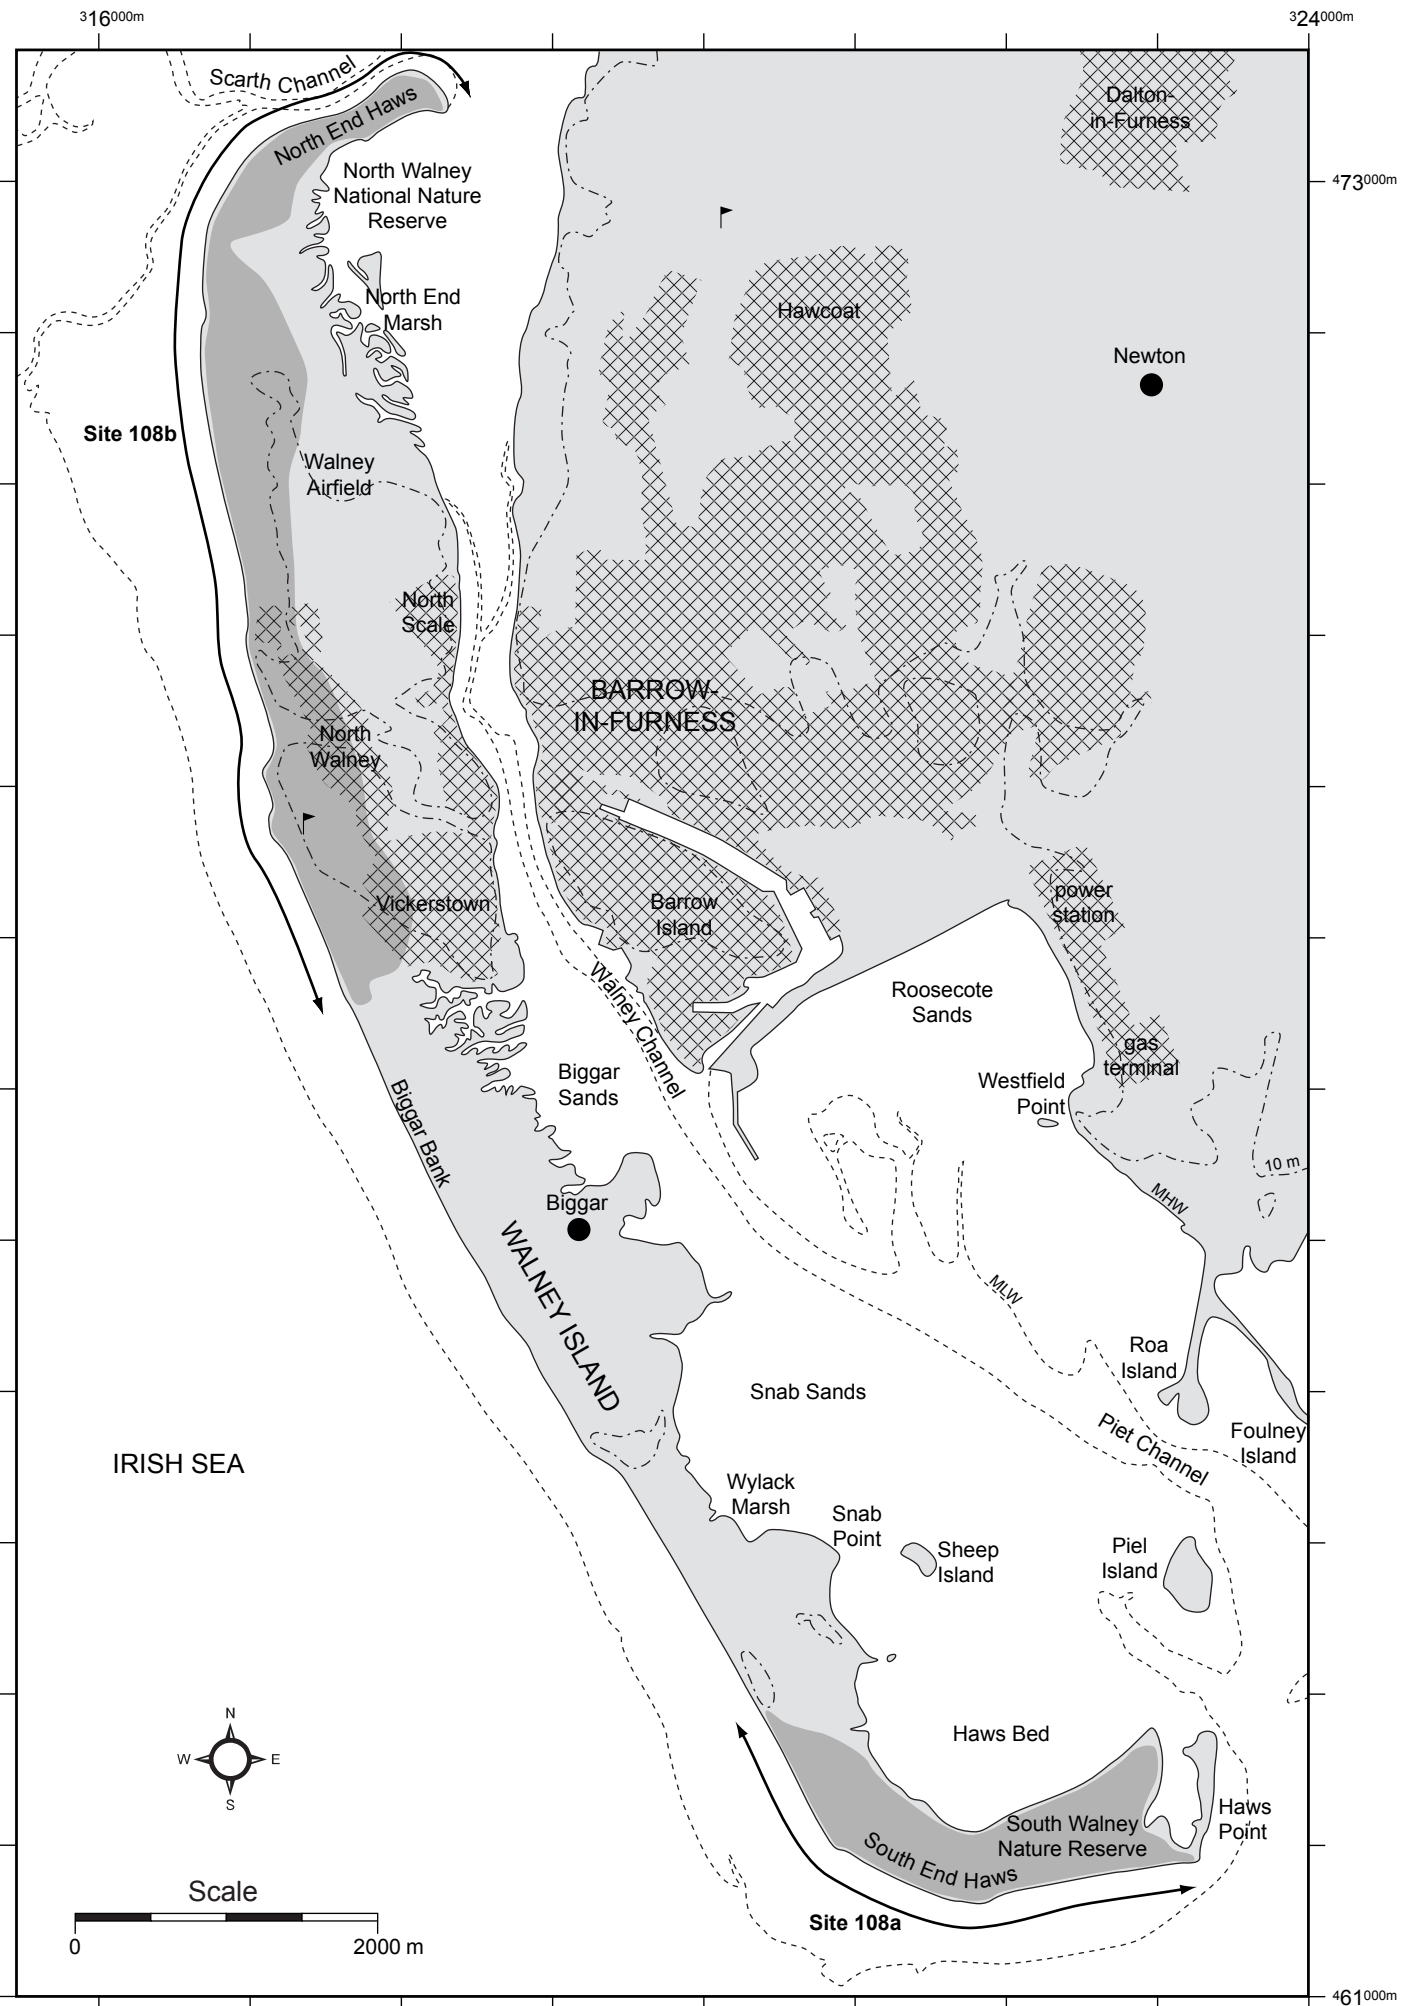 316000m
324000m
Scarth Channel
North End Haws
Dalton-
in-Furness
473000m
North Walney
National Nature
Reserve
North End
Marsh
Hawcoat
Newton
Site 108b
Walney
Airfield
North
Scale
BARROW-
IN-FURNESS
North
Walney
Vickerstown
Barrow
Island
power
station
Walney Channel
Roosecote
Sands
gas
terminal
Biggar
Sands
Westfield
Point
Biggar Bank
10 m
MHW
Biggar
WALNEY ISLAND
MLW
Roa
Island
Snab Sands
Piet Channel
Foulney
Island
IRISH SEA
Wylack
Marsh
Snab
Point
Sheep
Island
Piel
Island
N
W
E
S
Haws Bed
South Walney
Nature Reserve
Haws
Point
South End Haws
Scale
Site 108a
0
2000 m
461000m